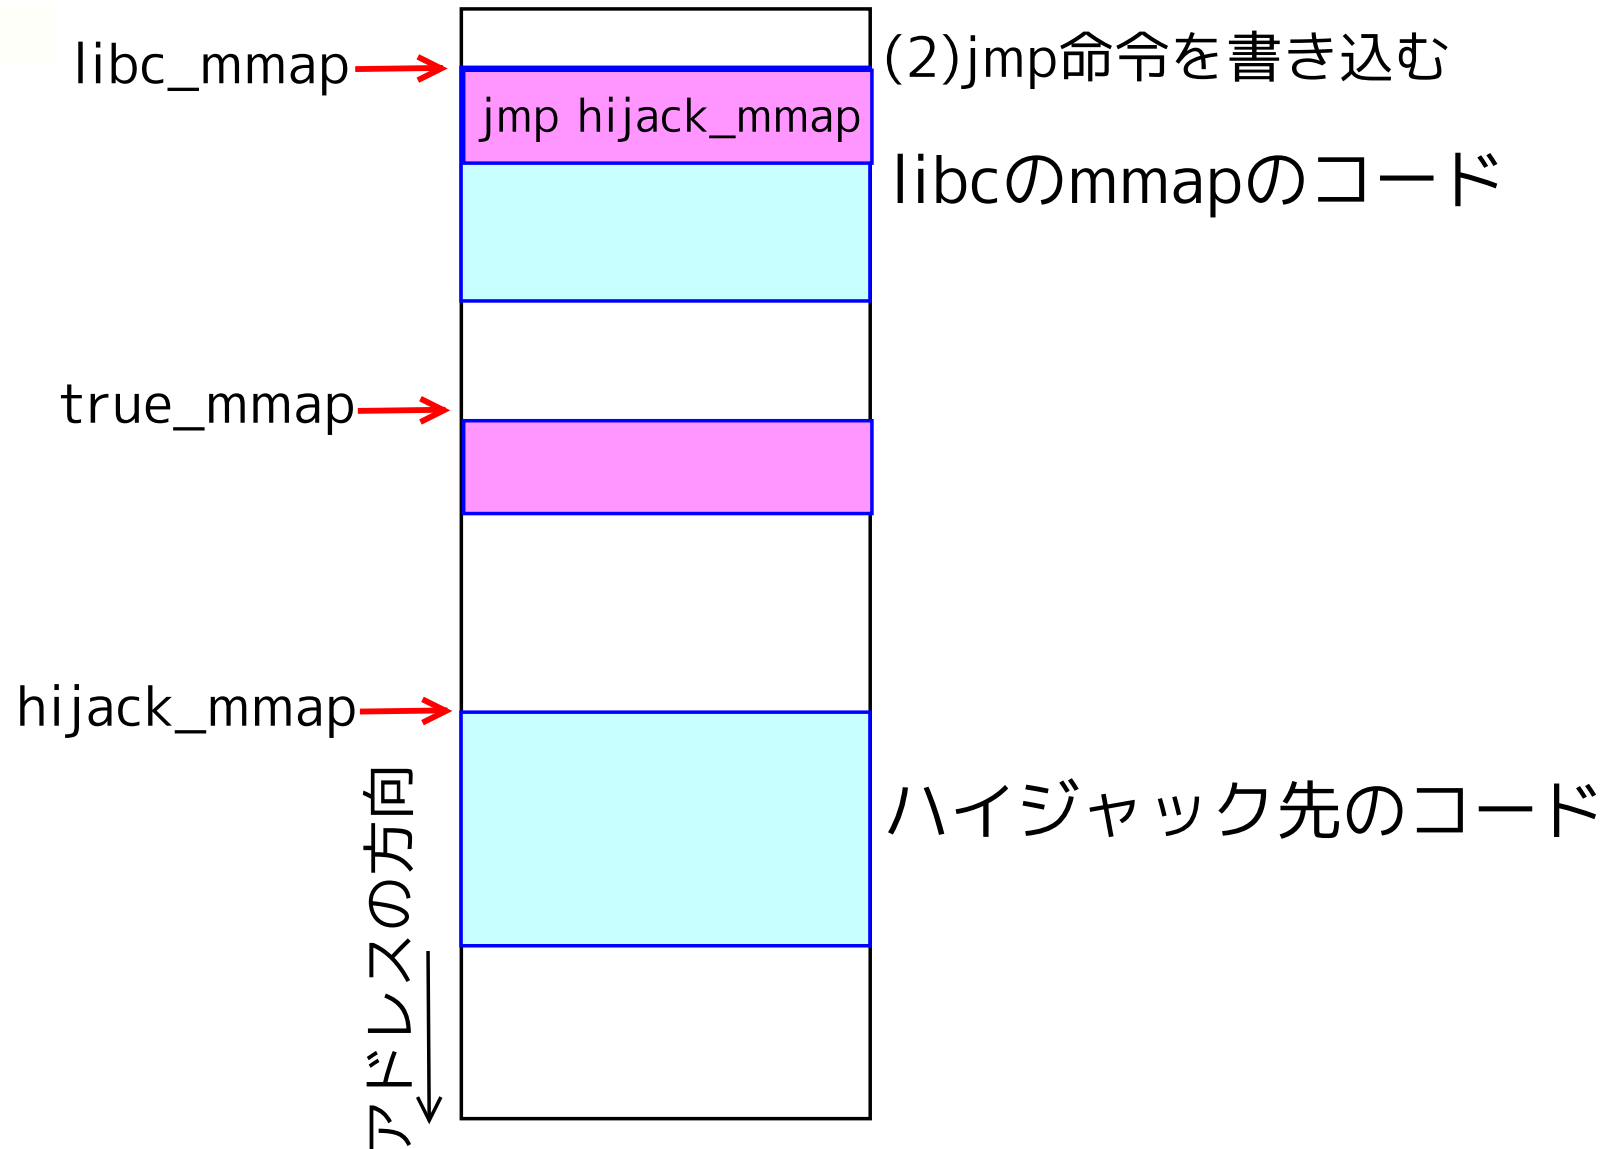 libc_mmap
(2)jmp命令を書き込む
jmp hijack_mmap
libcのmmapのコード
true_mmap
hijack_mmap
ハイジャック先のコード
アドレスの方向